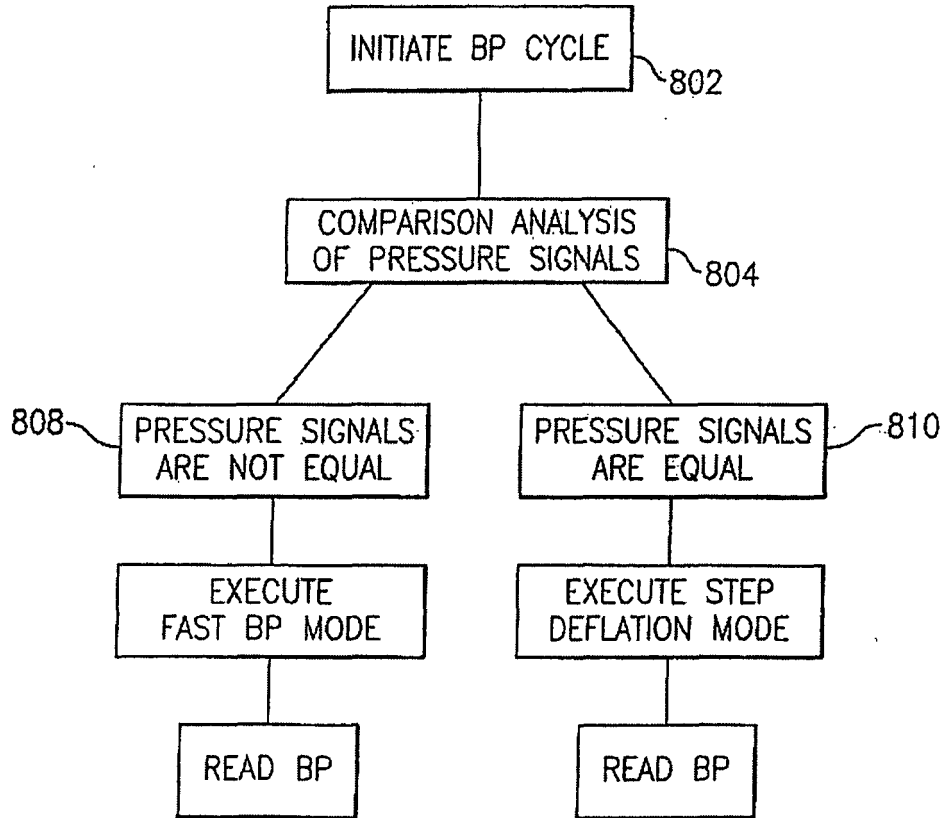 INITIATE BP CYCLE
802
COMPARISON ANALYSIS
OF PRESSURE SIGNALS
804
808
PRESSURE SIGNALS
ARE NOT EQUAL
PRESSURE SIGNALS
ARE EQUAL
810
EXECUTE
FAST BP MODE
EXECUTE STEP
DEFLATION MODE
READ BP
READ BP